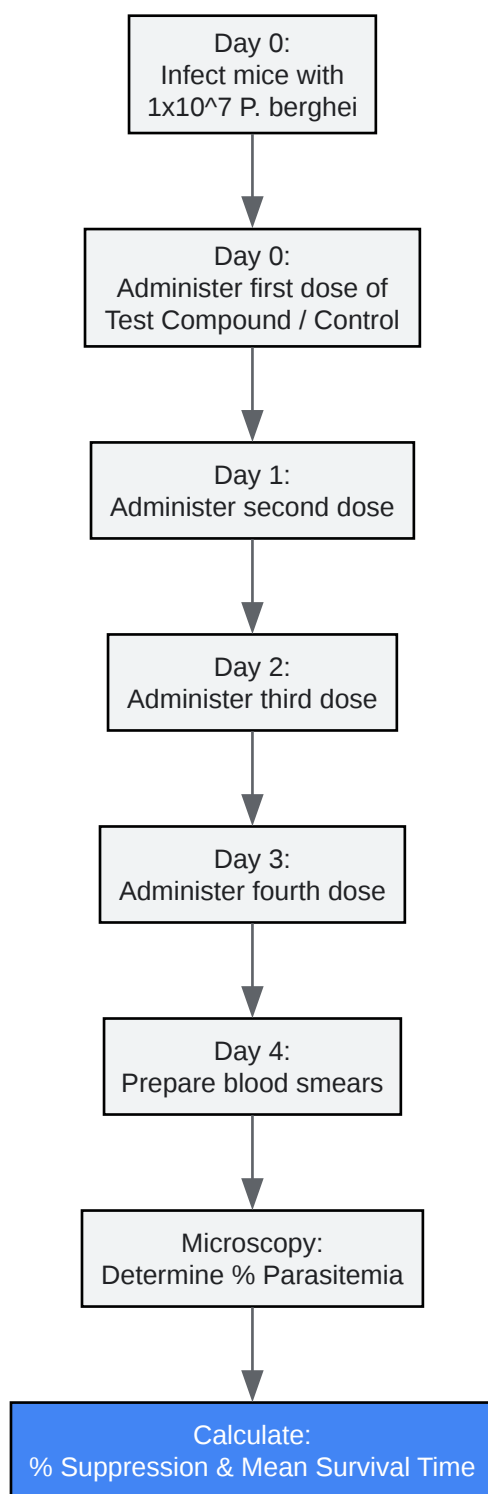 Day 0:
Infect mice with
1x10^7 P. berghei
Day 0:
Administer first dose of
Test Compound / Control
Day 1:
Administer second dose
Day 2:
Administer third dose
Day 3:
Administer fourth dose
Day 4:
Prepare blood smears
Microscopy:
Determine % Parasitemia
Calculate:
% Suppression & Mean Survival Time